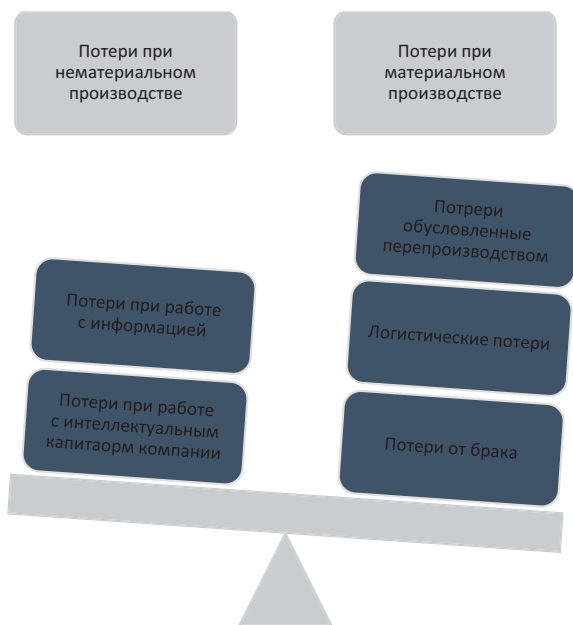 Потери при
нематериальном
производстве
Потери при
материальном
производстве
Потрери
обусловленные
перепроизводством
Потери при работе
с информацией
Логистические потери
Потери при работе
с интеллектуальным
капитаорм компании
Потери от брака